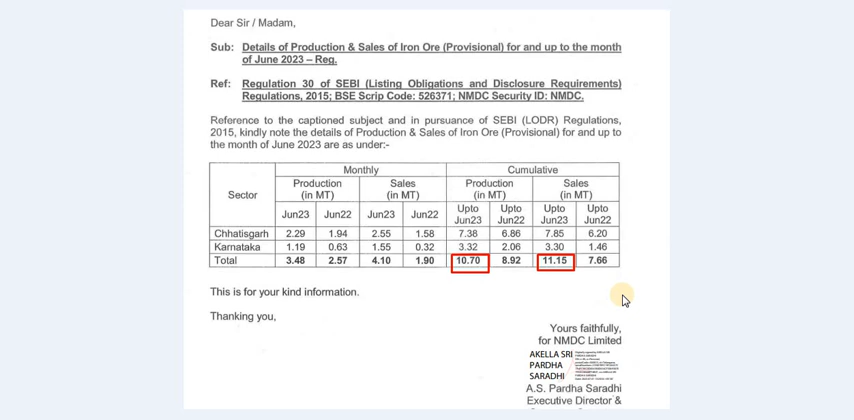 Dear Sir / Madam,
Sub: Details of Production & Sales of Iron Ore (Provisional) for and up to the month
of June 2023 – Reg.
Ref: Regulation 30 of SEBI (Listing Obligations and Disclosure Requirements)
Regulations, 2015; BSE Scrip Code: 526371; NMDC Security ID: NMDC.
Reference to the captioned subject and in pursuance of SEBI (LODR) Regulations,
2015, kindly note the details of Production & Sales of Iron Ore (Provisional) for and up to
the month of June 2023 are as under:-
Monthly Cumulative
Production Sales Production Sales
Sector (in MT) (in MT) (in MT) (in MT)
Jun23 Jun22 Jun23 Jun22 Upto Jun23 Upto Jun22 Upto Jun23 Upto Jun22
Chhatisgarh 2.29 1.94 2.55 1.58 7.38 6.86 7.85 6.20
Karnataka 1.19 0.63 1.55 0.32 3.32 2.06 3.30 1.46
Total 3.48 2.57 4.10 1.90 10.70 8.92 11.15 7.66
This is for your kind information.
Thanking you,
Yours faithfully,
for NMDC Limited
AKELLA SRI
PARDHA
SARADHI
A.S. Pardha Saradhi
Executive Director &